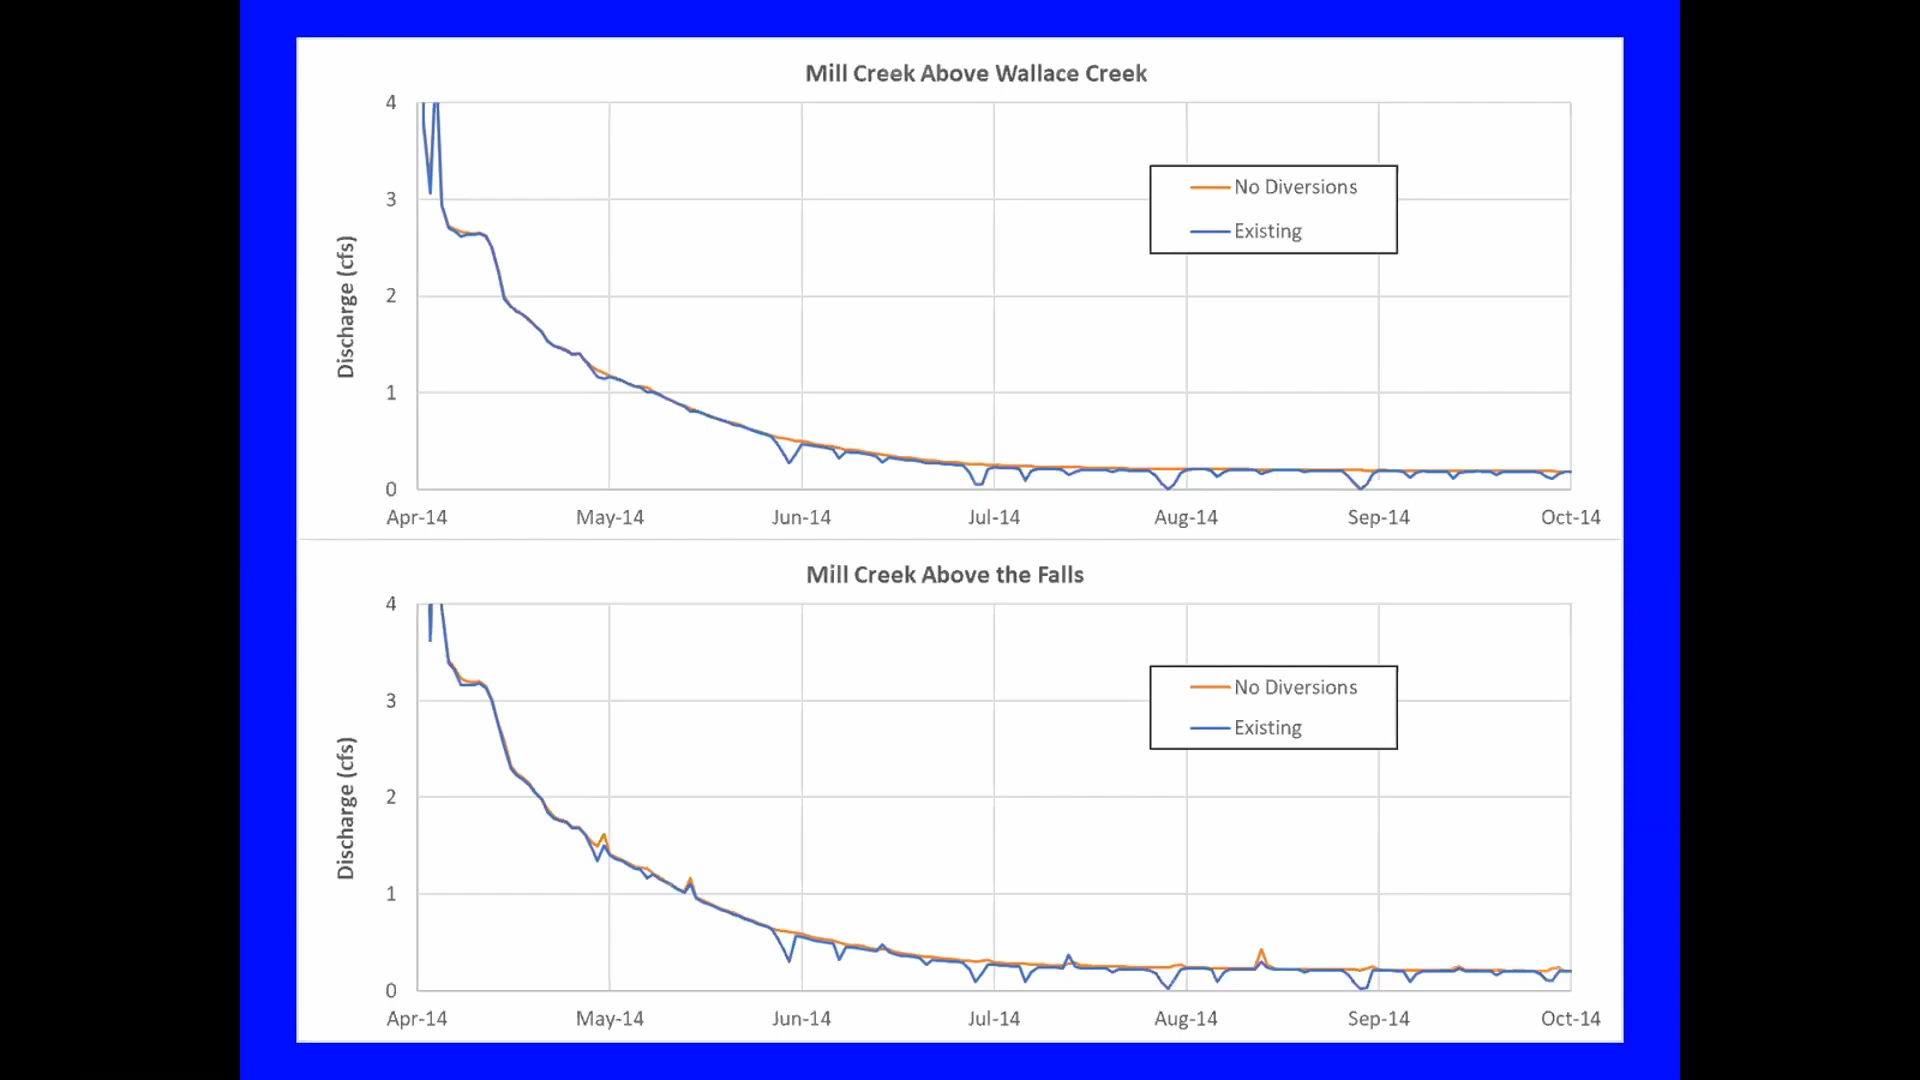 Mill Creek Above Wallace Creek
4
3
2
1
0
Discharge (cfs)
No Diversions
Existing
Apr-14 May-14 Jun-14 Jul-14 Aug-14 Sep-14 Oct-14
Mill Creek Above the Falls
4
3
2
1
0
Discharge (cfs)
No Diversions
Existing
Apr-14 May-14 Jun-14 Jul-14 Aug-14 Sep-14 Oct-14